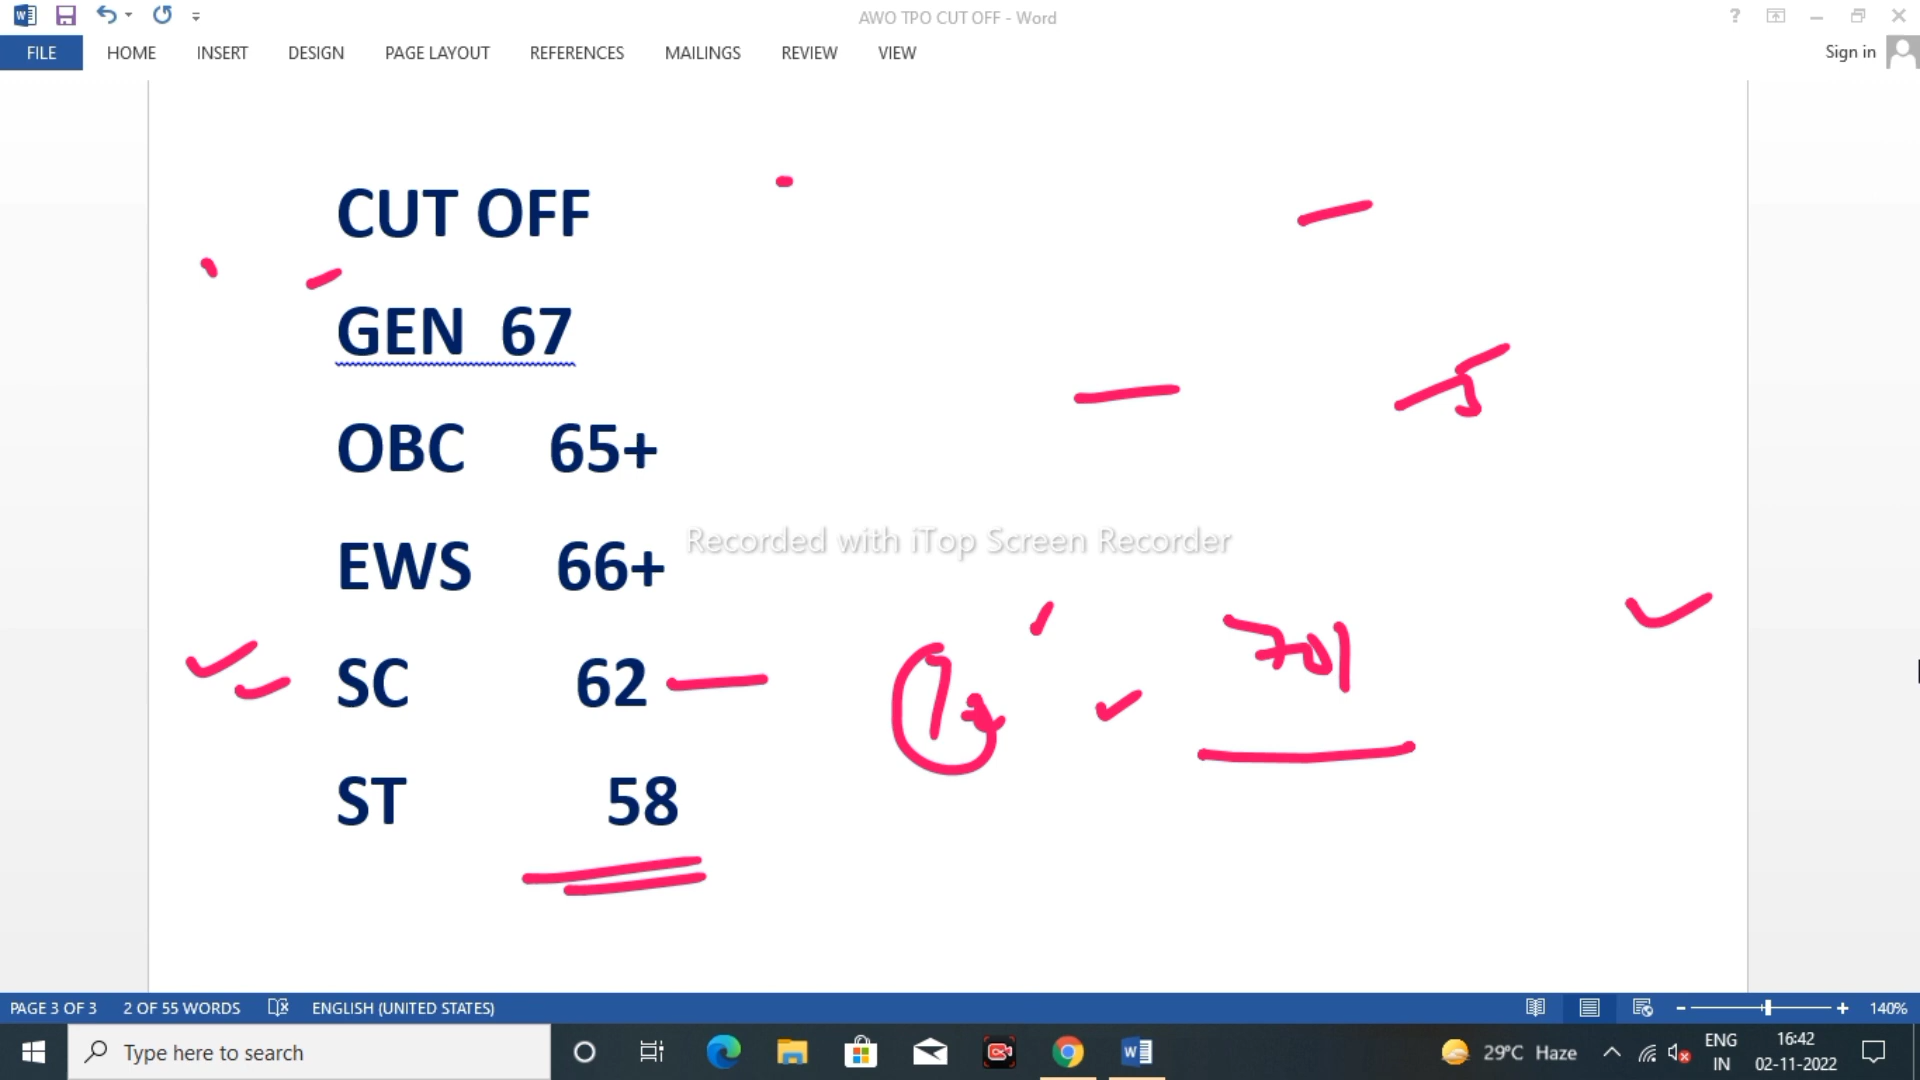 AWO TPO CUT OFF - Word
FILE HOME INSERT DESIGN PAGE LAYOUT REFERENCES MAILINGS REVIEW VIEW Sign in
CUT OFF
GEN 67
OBC 65+
EWS 66+
Recorded with iTop Screen Recorder
SC 62
ST 58
PAGE 3 OF 3 2 OF 55 WORDS ENGLISH (UNITED STATES) 140%
Type here to search 29°C Haze ENG IN 16:42 02-11-2022